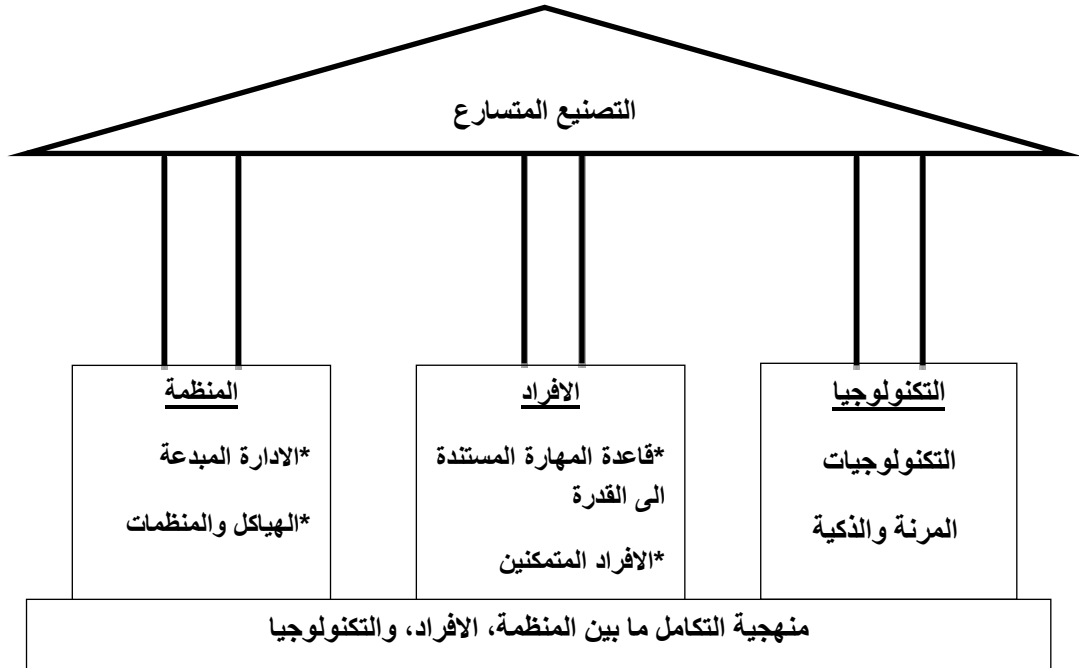 التصنيع المتسارع
التكنولوجيا
التكنولوجيات
المرنة والذكية
الافراد
*قاعدة المهارة المستندة
الى القدرة
*الافراد المتمكنين
المنظمة
*الادارة المبدعة
*الهياكل والمنظمات
منهجية التكامل ما بين المنظمة، الافراد، والتكنولوجيا